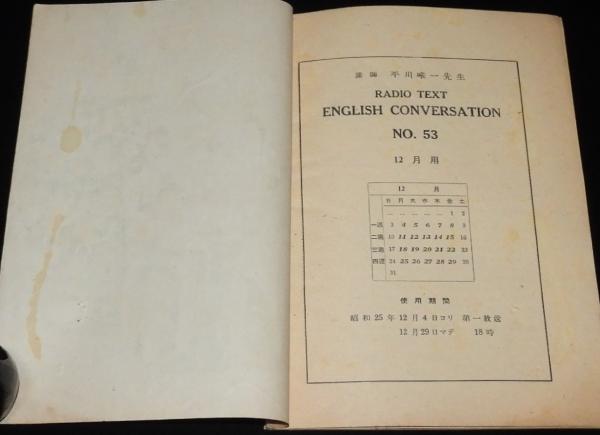 講師 平川唯一先生
RADIO TEXT
ENGLISH CONVERSATION
NO. 53
12月用
12 月
日 月 火 水 木 金 土
— — — — — 1 2
一週 3 4 5 6 7 8 9
二週 10 11 12 13 14 15 16
三週 17 18 19 20 21 22 23
四週 24 25 26 27 28 29 30
31
使用期間
昭和25年12月4日ヨリ 第一放送
12月29日マデ 18時